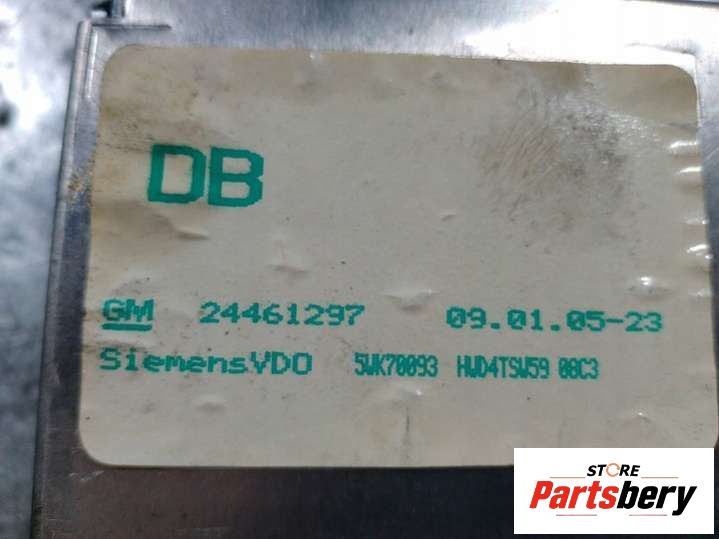 DB
GM 24461297 09.01.05-23
SiemensVDO 5WK70093 HWD4TSW59 08C3
STORE
Partsbery